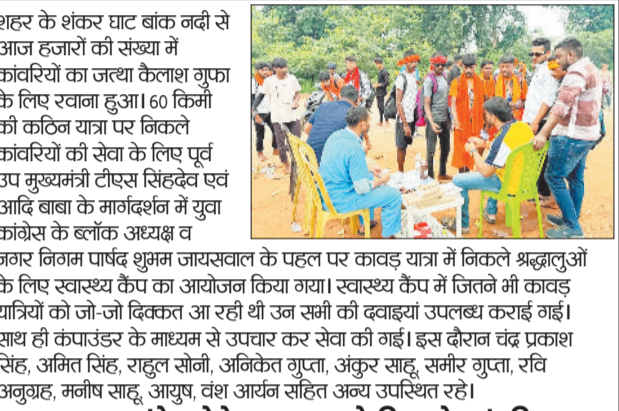 शहर के शंकर घाट बांक नदी से
आज हजारों की संख्या में
कांवरियों का जत्था कैलाश गुफा
के लिए रवाना हुआ। 60 किमी
की कठिन यात्रा पर निकले
कांवरियों की सेवा के लिए पूर्व
उप मुख्यमंत्री टीएस सिंहदेव एवं
आदि बाबा के मार्गदर्शन में युवा
कांग्रेस के ब्लॉक अध्यक्ष व
नगर निगम पार्षद शुभम जायसवाल के पहल पर कावड़ यात्रा में निकले श्रद्धालुओं
के लिए स्वास्थ्य कैंप का आयोजन किया गया। स्वास्थ्य कैंप में जितने भी कावड़
यात्रियों को जो-जो दिक्कत आ रही थी उन सभी की दवाइयां उपलब्ध कराई गई।
साथ ही कंपाउंडर के माध्यम से उपचार कर सेवा की गई। इस दौरान चंद्र प्रकाश
सिंह, अमित सिंह, राहुल सोनी, अनिकेत गुप्ता, अंकुर साहू, समीर गुप्ता, रवि
अनुग्रह, मनीष साहू, आयुष, वंश आर्यन सहित अन्य उपस्थित रहे।